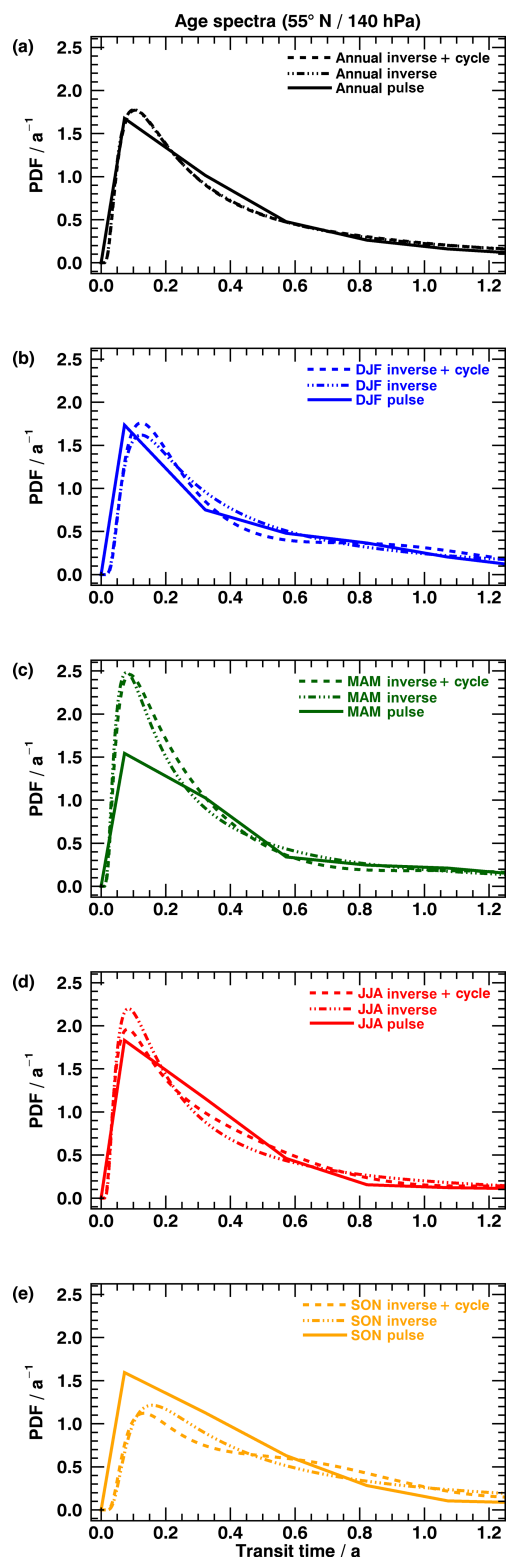 Age spectra (55° N / 140 hPa)
(a)
2.5
2.0
1.5
1.0
0.5
0.0
PDF / a⁻¹
Annual inverse + cycle
Annual inverse
Annual pulse
0.0 0.2 0.4 0.6 0.8 1.0 1.2
(b)
2.5
2.0
1.5
1.0
0.5
0.0
PDF / a⁻¹
DJF inverse + cycle
DJF inverse
DJF pulse
0.0 0.2 0.4 0.6 0.8 1.0 1.2
(c)
2.5
2.0
1.5
1.0
0.5
0.0
PDF / a⁻¹
MAM inverse + cycle
MAM inverse
MAM pulse
0.0 0.2 0.4 0.6 0.8 1.0 1.2
(d)
2.5
2.0
1.5
1.0
0.5
0.0
PDF / a⁻¹
JJA inverse + cycle
JJA inverse
JJA pulse
0.0 0.2 0.4 0.6 0.8 1.0 1.2
(e)
2.5
2.0
1.5
1.0
0.5
0.0
PDF / a⁻¹
SON inverse + cycle
SON inverse
SON pulse
0.0 0.2 0.4 0.6 0.8 1.0 1.2
Transit time / a